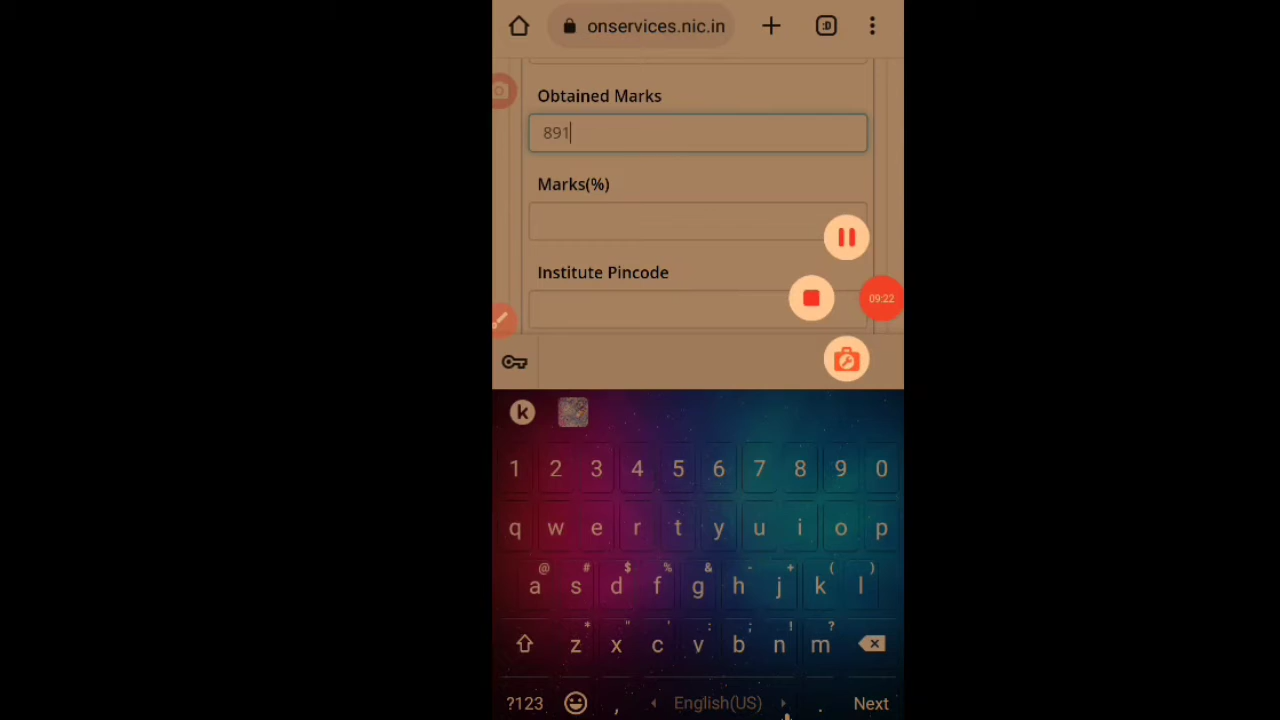 onservices.nic.in
:D
Obtained Marks
891
Marks(%)
Institute Pincode
09:22
k
1 2 3 4 5 6 7 8 9 0
q w e r t y u i o p
@ # $ % & - + ( )
a s d f g h j k l
* " ' : ; ! ?
z x c v b n m
?123 , English(US) . Next